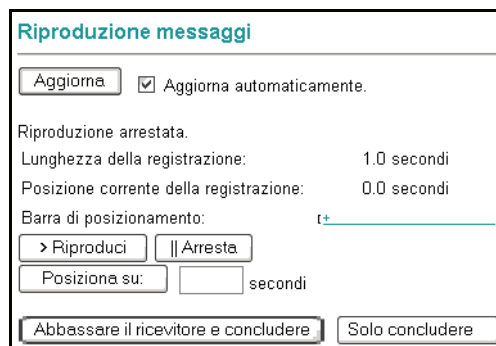 Riproduzione messaggi
Aggiorna Aggiorna automaticamente.
Riproduzione arrestata.
Lunghezza della registrazione: 1.0 secondi
Posizione corrente della registrazione: 0.0 secondi
Barra di posizionamento: [+
> Riproduci || Arresta
Posiziona su: secondi
Abbassare il ricevitore e concludere Solo concludere